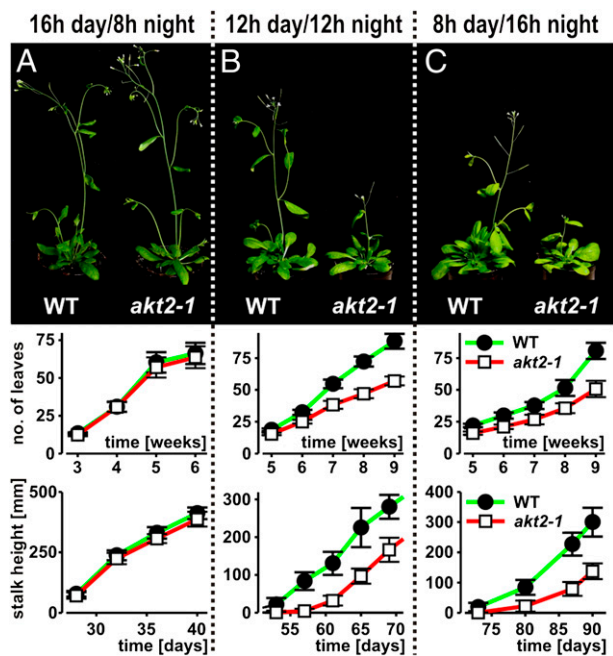 16h day/8h night 12h day/12h night 8h day/16h night
A B C
WT akt2-1 WT akt2-1 WT akt2-1
no. of leaves
75
50
25
0
time [weeks]
3 4 5 6
75
50
25
0
time [weeks]
5 6 7 8 9
WT
akt2-1
75
50
25
0
time [weeks]
5 6 7 8 9
stalk height [mm]
500
250
0
30 35 40
time [days]
300
200
100
0
55 60 65 70
time [days]
WT
akt2-1
400
300
200
100
0
75 80 85 90
time [days]